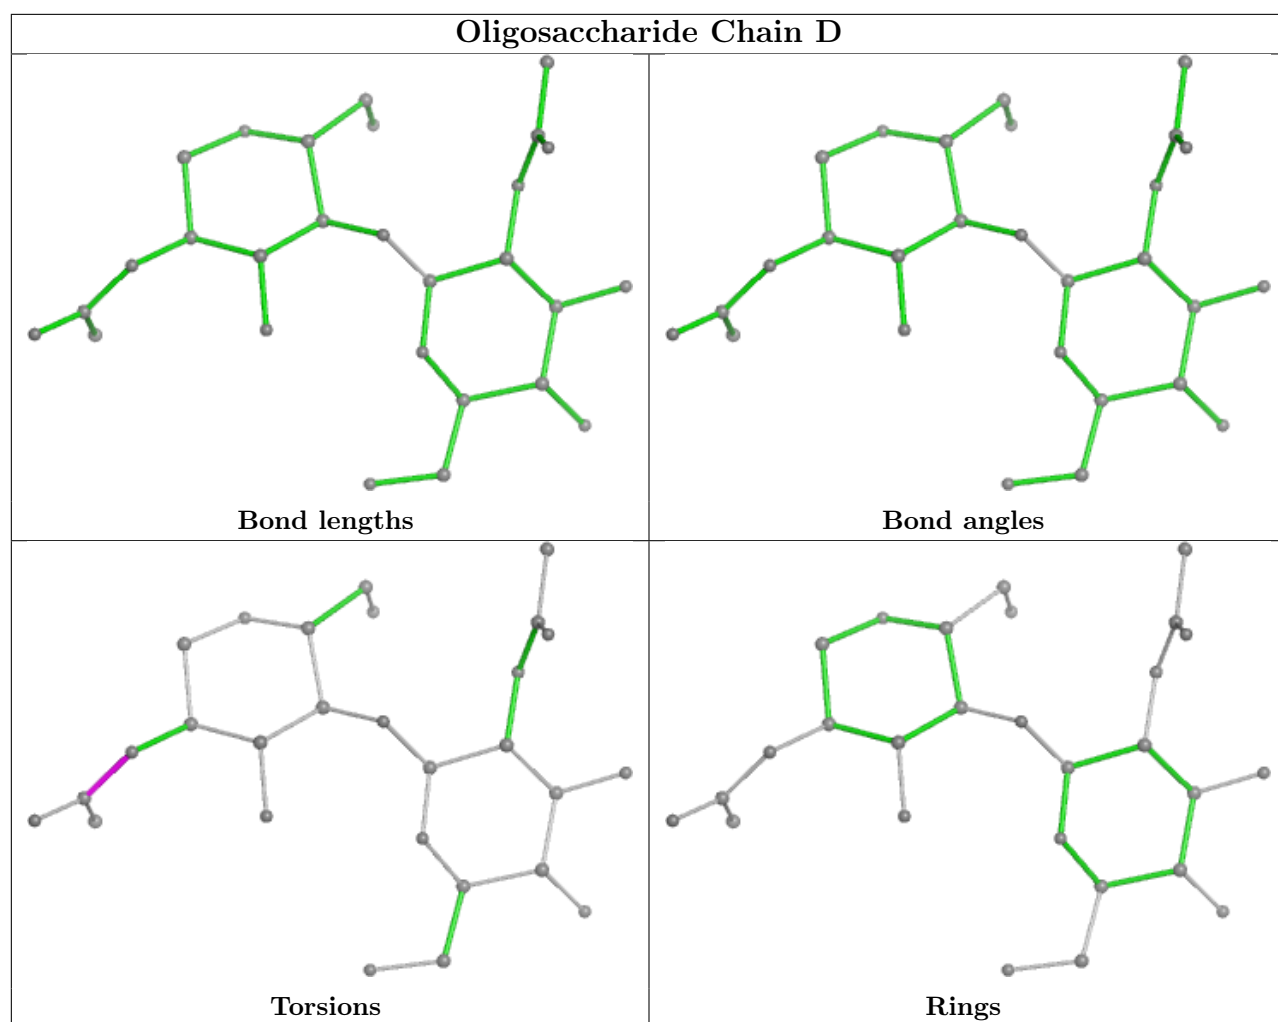 Oligosaccharide Chain D
Bond lengths
Bond angles
Torsions
Rings